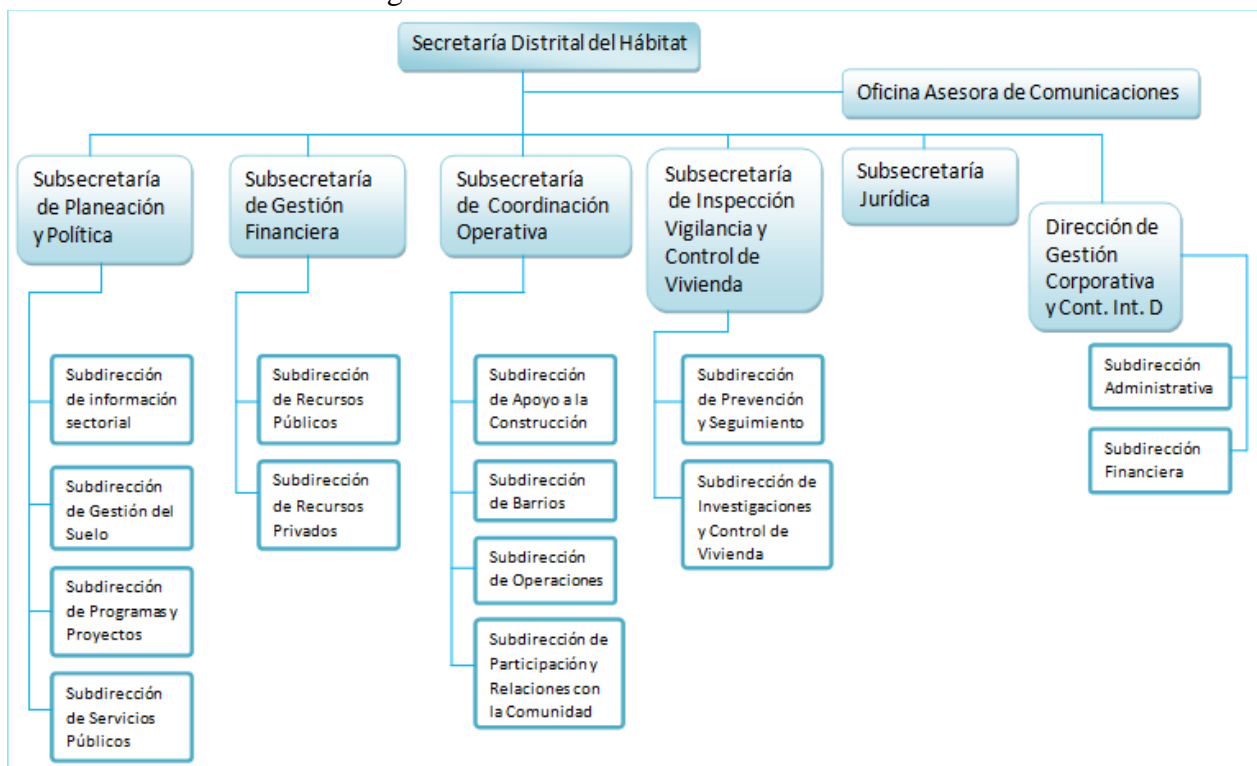 Secretaría Distrital del Hábitat
Oficina Asesora de Comunicaciones
Subsecretaría
de Planeación
y Política
Subsecretaría
de Gestión
Financiera
Subsecretaría
de Coordinación
Operativa
Subsecretaría
de Inspección
Vigilancia y
Control de
Vivienda
Subsecretaría
Jurídica
Dirección de
Gestión
Corporativa
y Cont. Int. D
Subdirección
de información
sectorial
Subdirección
de Gestión del
Suelo
Subdirección
de Programas y
Proyectos
Subdirección
de Servicios
Públicos
Subdirección
de Recursos
Públicos
Subdirección
de Recursos
Privados
Subdirección
de Apoyo a la
Construcción
Subdirección
de Barrios
Subdirección
de Operaciones
Subdirección de
Participación y
Relaciones con
la Comunidad
Subdirección
de Prevención
y Seguimiento
Subdirección de
Investigaciones
y Control de
Vivienda
Subdirección
Administrativa
Subdirección
Financiera